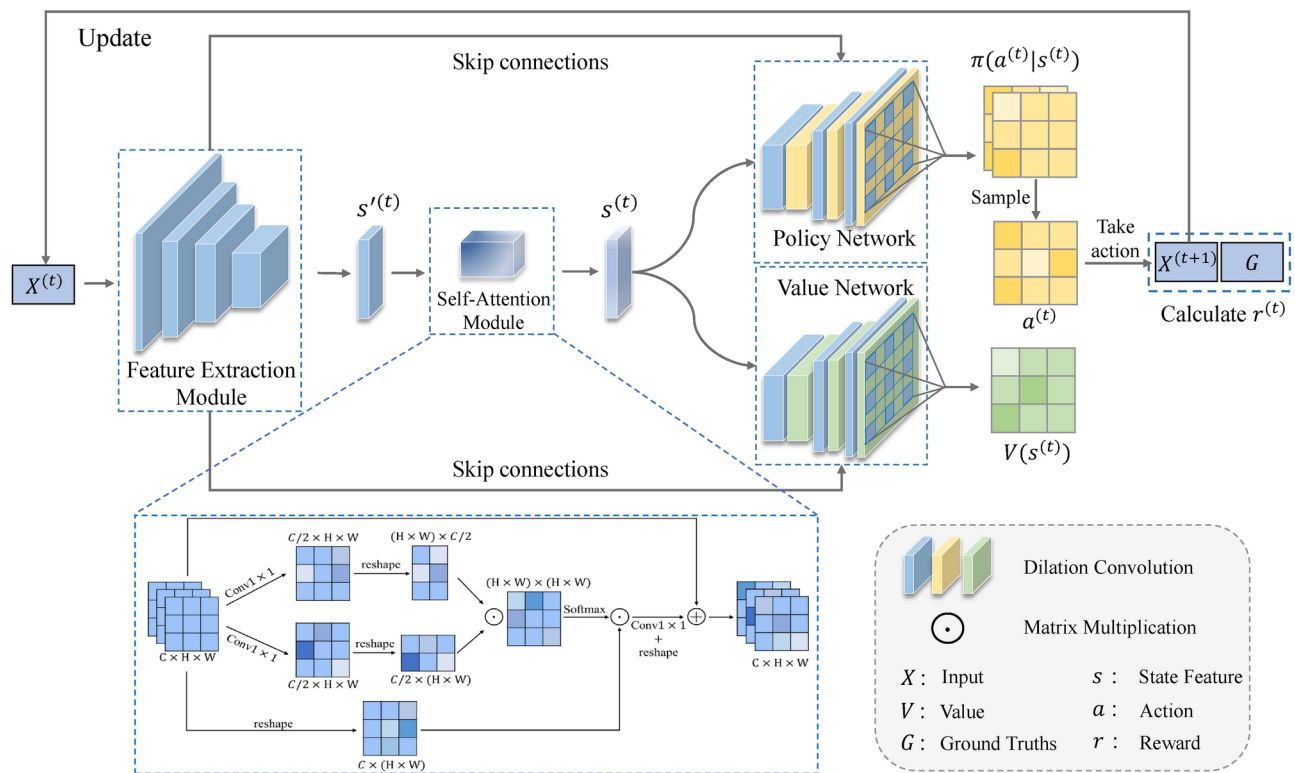 Update
Skip connections
π(a^(t)|s^(t))
s'^(t)
s^(t)
Sample
Policy Network
Take
action
X^(t)
Self-Attention
Module
Value Network
X^(t+1)
G
a^(t)
Calculate r^(t)
Feature Extraction
Module
V(s^(t))
Skip connections
C/2 × H × W
(H × W) × C/2
Conv1 × 1
reshape
(H × W) × (H × W)
Softmax
Conv1 × 1
+
reshape
C × H × W
Conv1 × 1
reshape
C/2 × H × W
C/2 × (H × W)
C × H × W
reshape
C × (H × W)
Dilation Convolution
Matrix Multiplication
X : Input
s : State Feature
V : Value
a : Action
G : Ground Truths
r : Reward